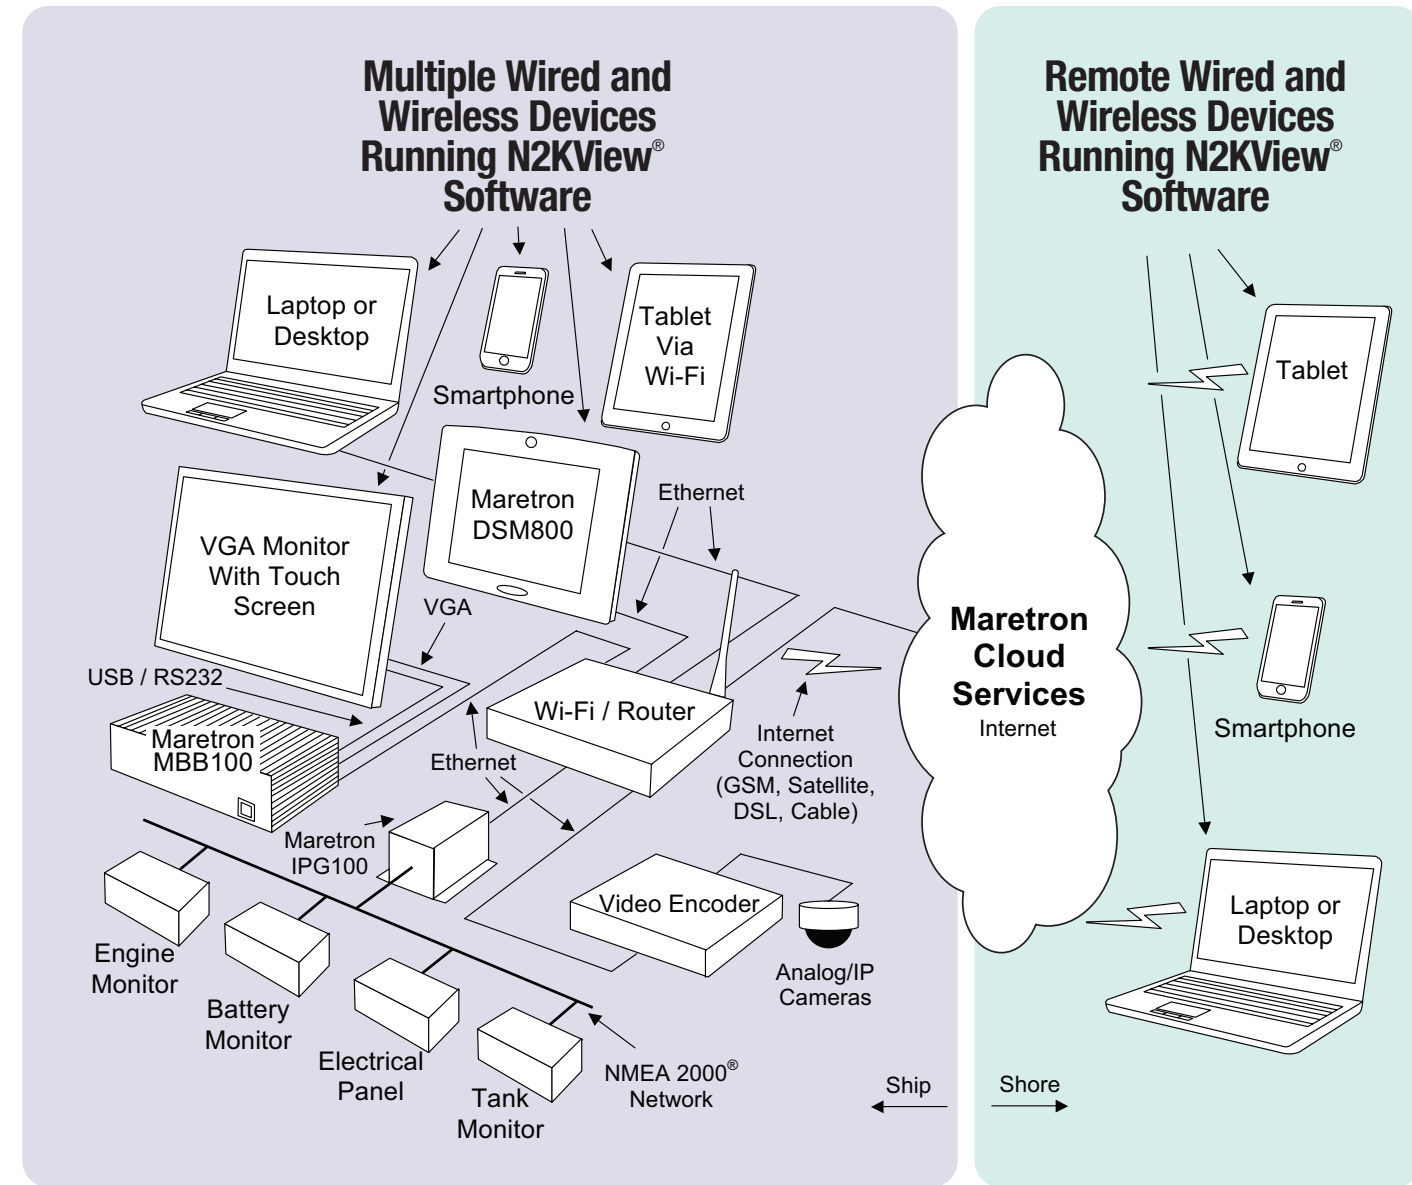 Multiple Wired and
Wireless Devices
Running N2KView®
Software
Remote Wired and
Wireless Devices
Running N2KView®
Software
Laptop or
Desktop
Smartphone
Tablet
Via
Wi-Fi
Tablet
Maretron
DSM800
Ethernet
VGA Monitor
With Touch
Screen
VGA
USB / RS232
Maretron
MBB100
Wi-Fi / Router
Ethernet
Internet
Connection
(GSM, Satellite,
DSL, Cable)
Maretron
Cloud
Services
Internet
Smartphone
Maretron
IPG100
Video Encoder
Analog/IP
Cameras
Laptop or
Desktop
Engine
Monitor
Battery
Monitor
Electrical
Panel
Tank
Monitor
NMEA 2000®
Network
Ship
Shore